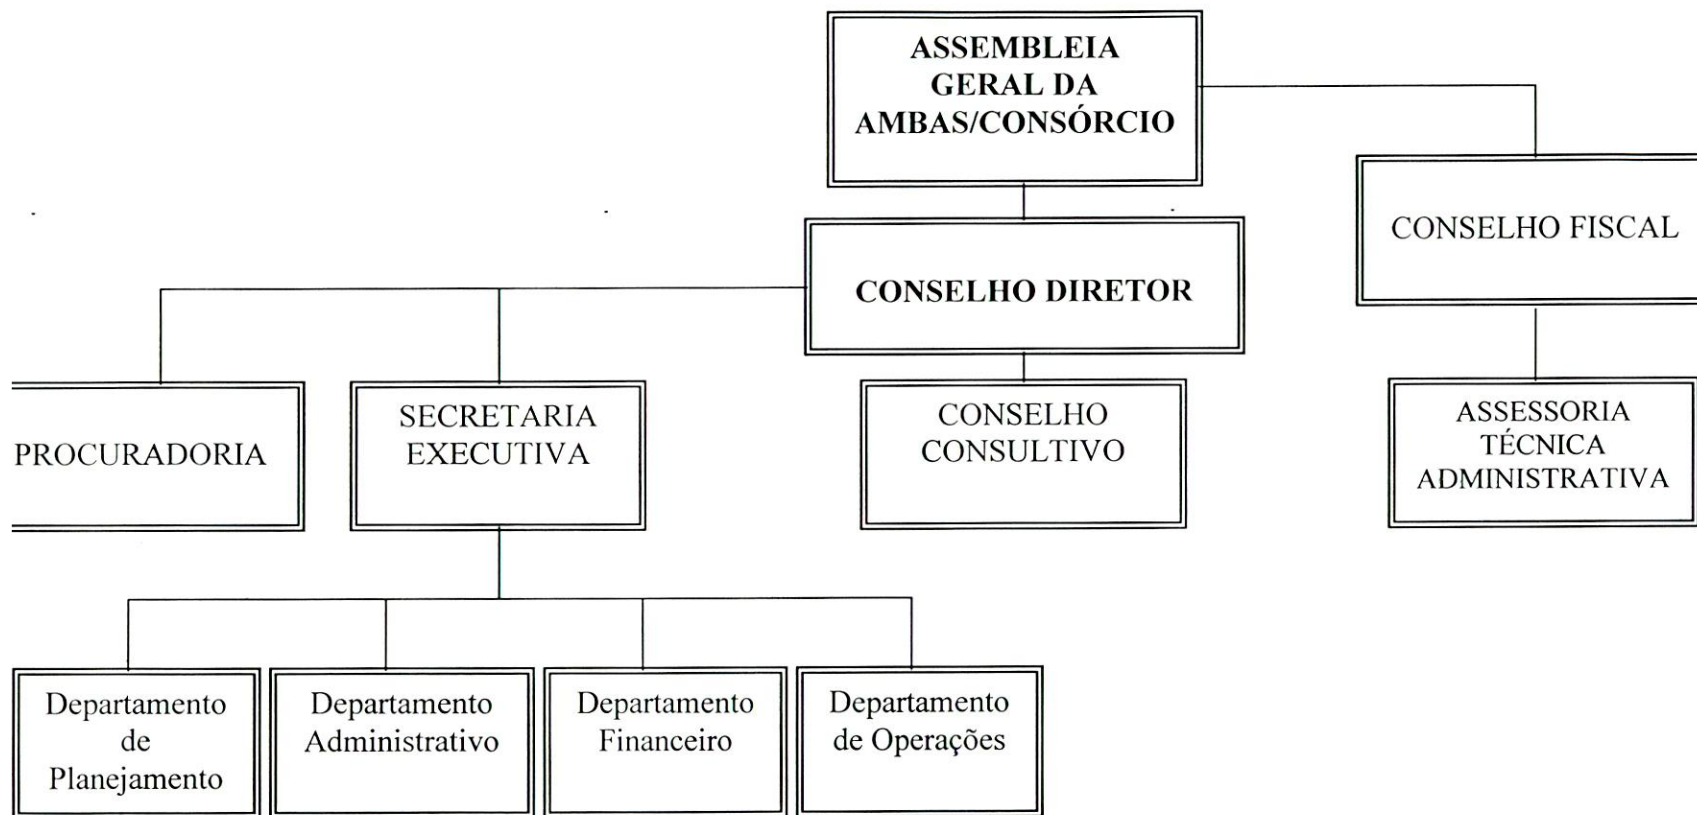 ASSEMBLEIA
GERAL DA
AMBAS/CONSÓRCIO
CONSELHO FISCAL
CONSELHO DIRETOR
PROCURADORIA
SECRETARIA
EXECUTIVA
CONSELHO
CONSULTIVO
ASSESSORIA
TÉCNICA
ADMINISTRATIVA
Departamento
de
Planejamento
Departamento
Administrativo
Departamento
Financeiro
Departamento
de Operações